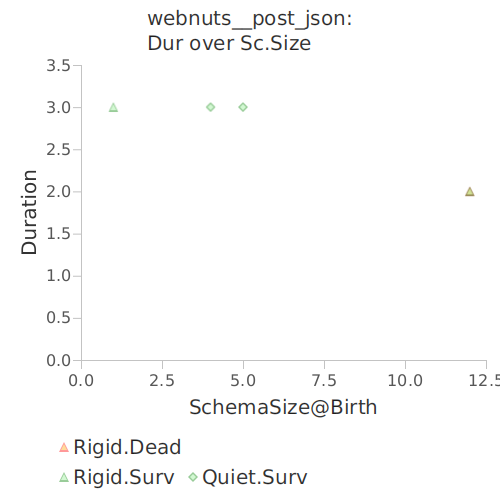 webnuts__post_json:
Dur over Sc.Size
3.5
3.0
2.5
2.0
1.5
1.0
0.5
0.0
Duration
0.0 2.5 5.0 7.5 10.0 12.5
SchemaSize@Birth
Rigid.Dead
Rigid.Surv Quiet.Surv